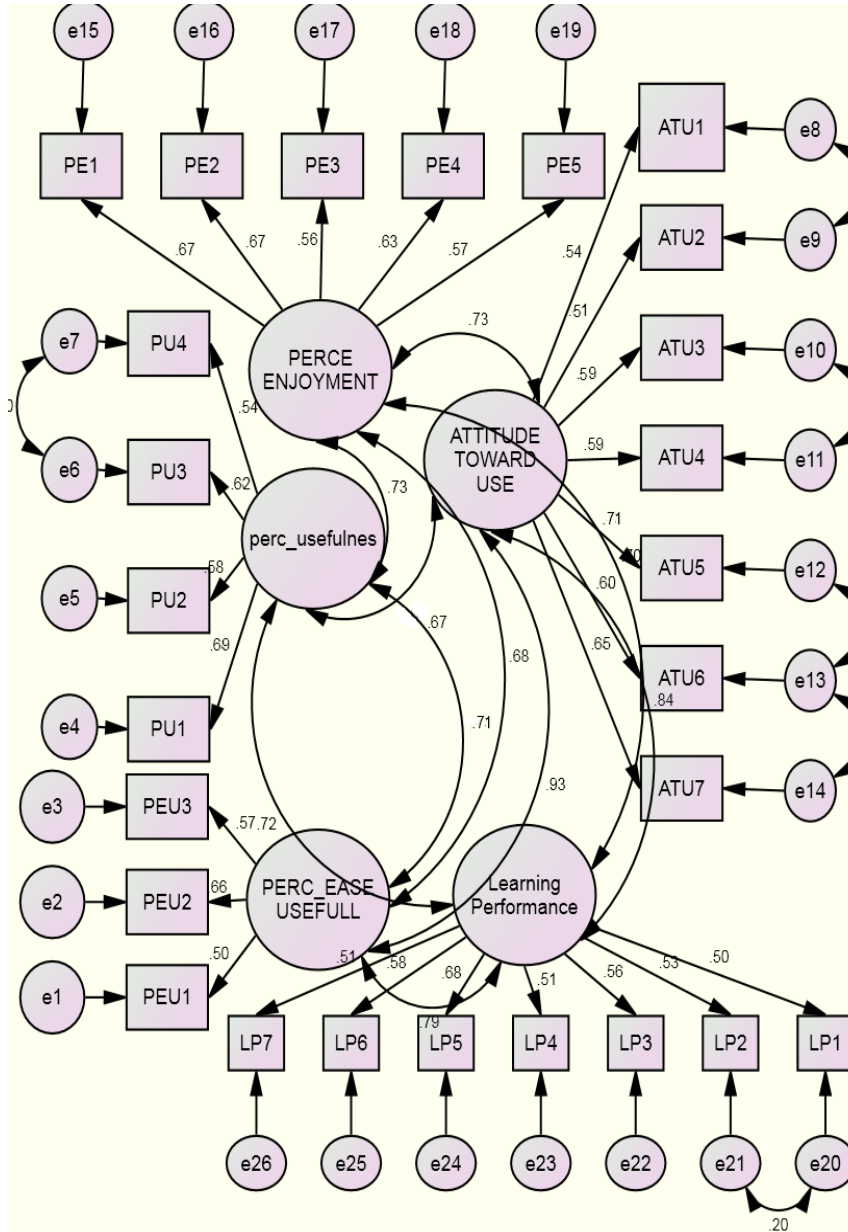 e15
e16
e17
e18
e19
PE1
PE2
PE3
PE4
PE5
ATU1
e8
.67
.67
.56
.63
.57
.54
ATU2
e9
.51
e7
PU4
PERCE
ENJOYMENT
.73
ATU3
e10
.59
.54
ATTITUDE
TOWARD
USE
.59
ATU4
e11
e6
PU3
.62
.73
perc_usefulnes
.71
ATU5
e12
e5
PU2
.58
.60
.67
.68
.65
ATU6
e13
.69
.84
e4
PU1
.71
.93
ATU7
e14
e3
PEU3
.57
.72
PERC_EASE
USEFULL
Learning
Performance
e2
PEU2
.66
e1
PEU1
.50
.51
.58
.68
.51
.56
.53
.50
.79
LP7
LP6
LP5
LP4
LP3
LP2
LP1
e26
e25
e24
e23
e22
e21
e20
.20